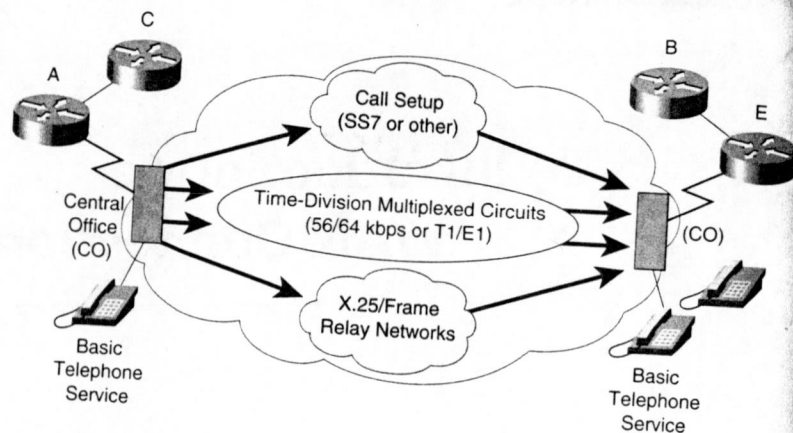 C
A
B
E
Call Setup
(SS7 or other)
Time-Division Multiplexed Circuits
(56/64 kbps or T1/E1)
X.25/Frame
Relay Networks
Central
Office
(CO)
(CO)
Basic
Telephone
Service
Basic
Telephone
Service